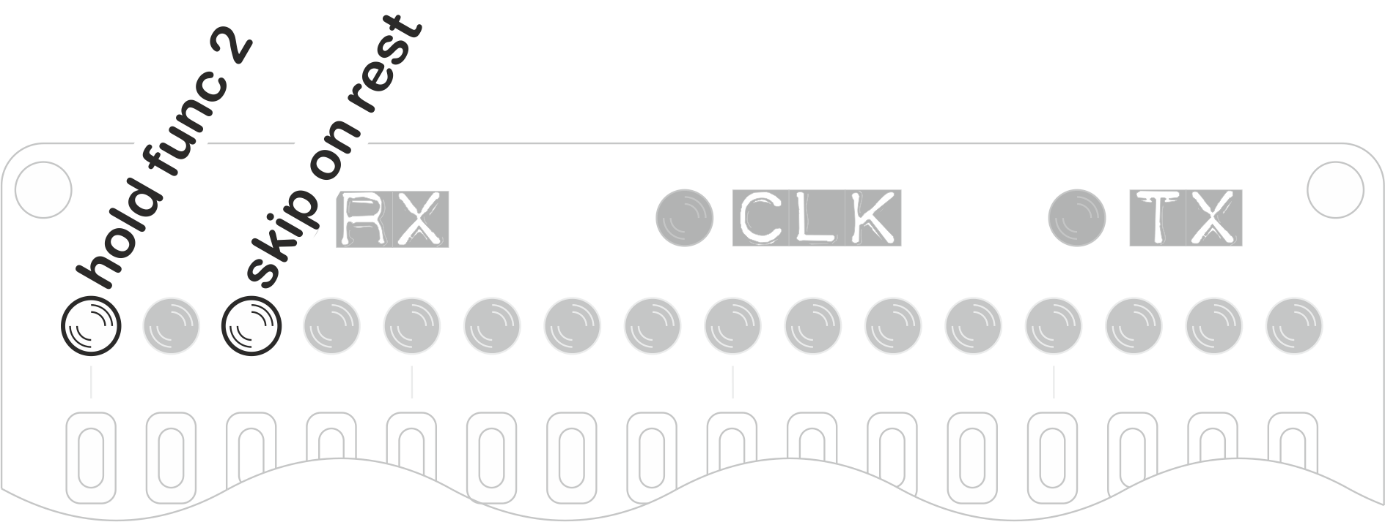 hold func 2
skip on rest
RX
CLK
TX